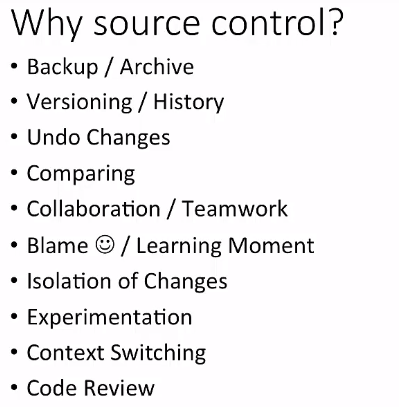 Why source control?
• Backup / Archive
• Versioning / History
• Undo Changes
• Comparing
• Collaboration / Teamwork
• Blame ☺ / Learning Moment
• Isolation of Changes
• Experimentation
• Context Switching
• Code Review